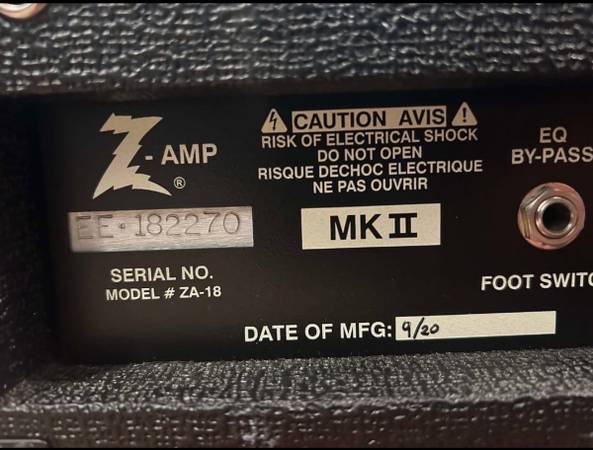 Z-AMP
®
EE·182270
SERIAL NO.
MODEL # ZA-18
CAUTION AVIS
RISK OF ELECTRICAL SHOCK
DO NOT OPEN
RISQUE DECHOC ELECTRIQUE
NE PAS OUVRIR
MK II
DATE OF MFG: 9/20
EQ
BY-PASS
FOOT SWITC